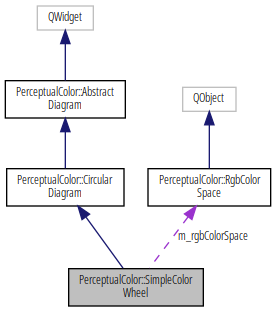 QWidget
PerceptualColor::Abstract
Diagram
QObject
PerceptualColor::Circular
Diagram
PerceptualColor::RgbColor
Space
m_rgbColorSpace
PerceptualColor::SimpleColor
Wheel